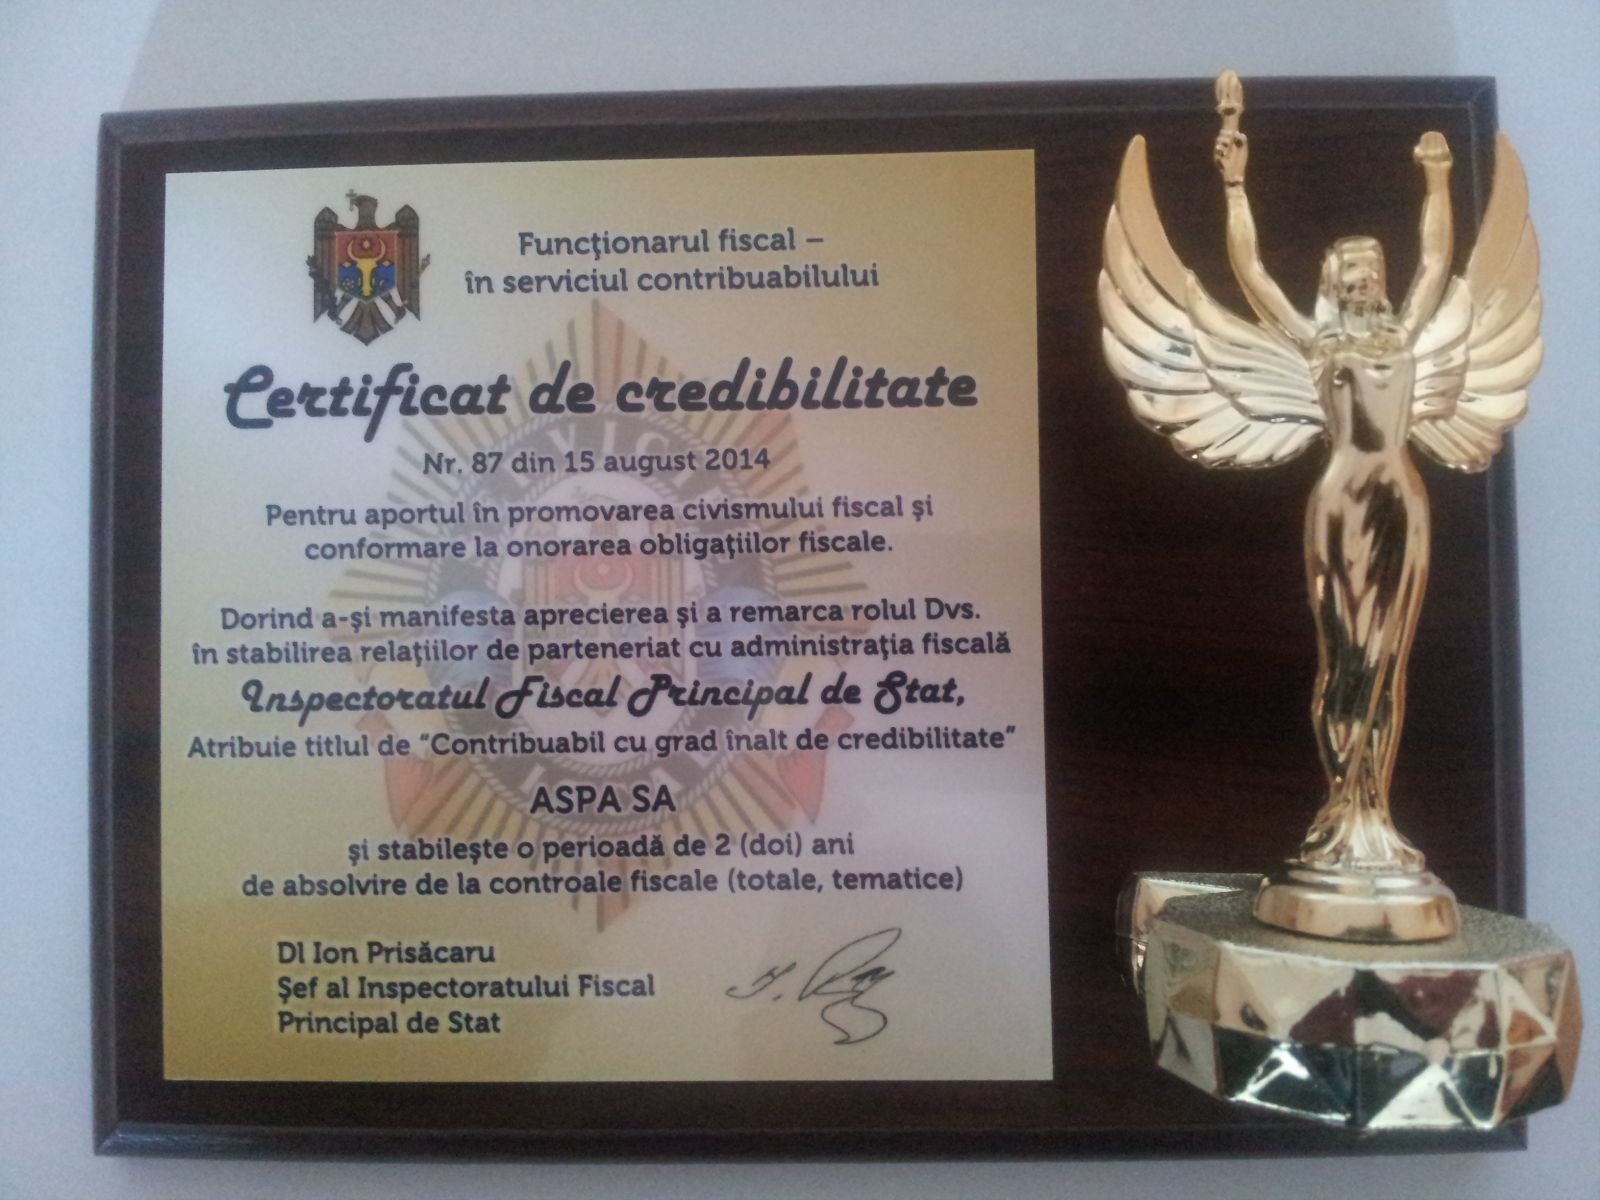 Funcţionarul fiscal –
în serviciul contribuabilului
Certificat de credibilitate
Nr. 87 din 15 august 2014
Pentru aportul în promovarea civismului fiscal şi
conformare la onorarea obligaţiilor fiscale.
Dorind a-şi manifesta aprecierea şi a remarca rolul Dvs.
în stabilirea relaţiilor de parteneriat cu administraţia fiscală
Inspectoratul Fiscal Principal de Stat,
Atribuie titlul de "Contribuabil cu grad înalt de credibilitate"
ASPA SA
şi stabileşte o perioadă de 2 (doi) ani
de absolvire de la controale fiscale (totale, tematice)
Dl Ion Prisăcaru
Şef al Inspectoratului Fiscal
Principal de Stat